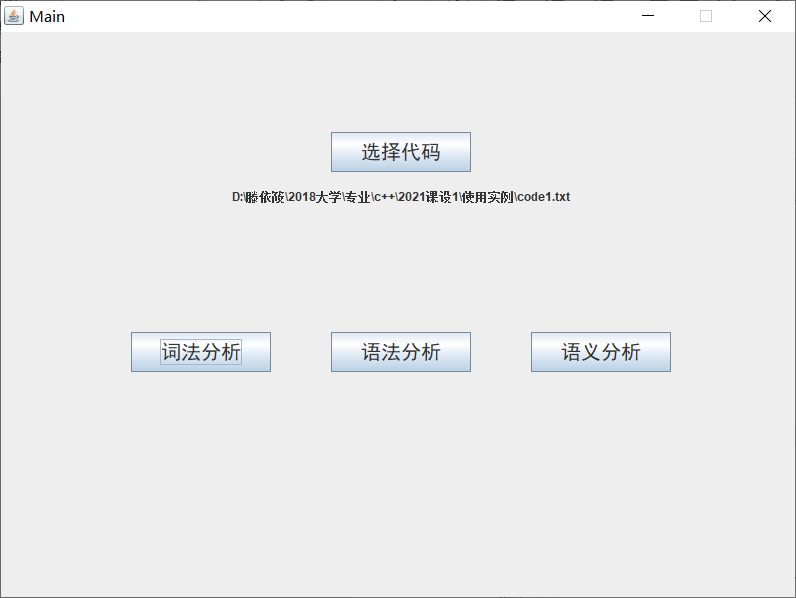 Main
选择代码
D:\滕依筱\2018大学\专业\c++\2021课设1\使用实例\code1.txt
词法分析
语法分析
语义分析